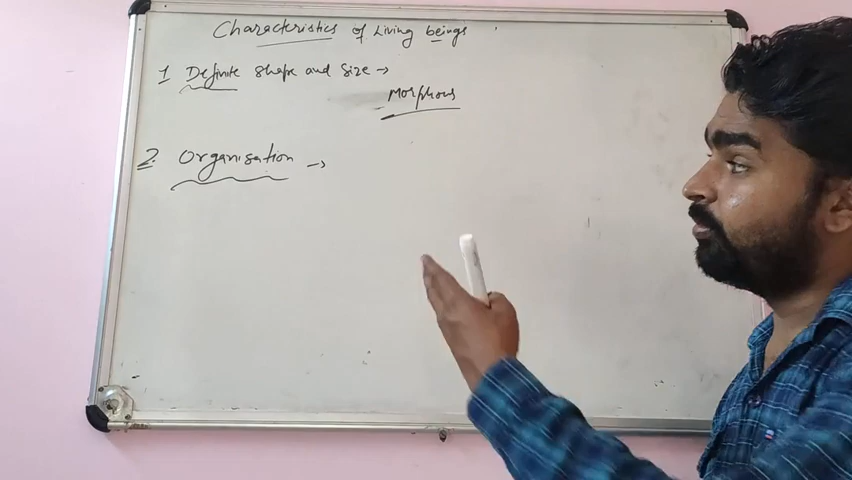 Characteristics of Living beings
1 Definite shape and size →
Morphous
2. Organisation →